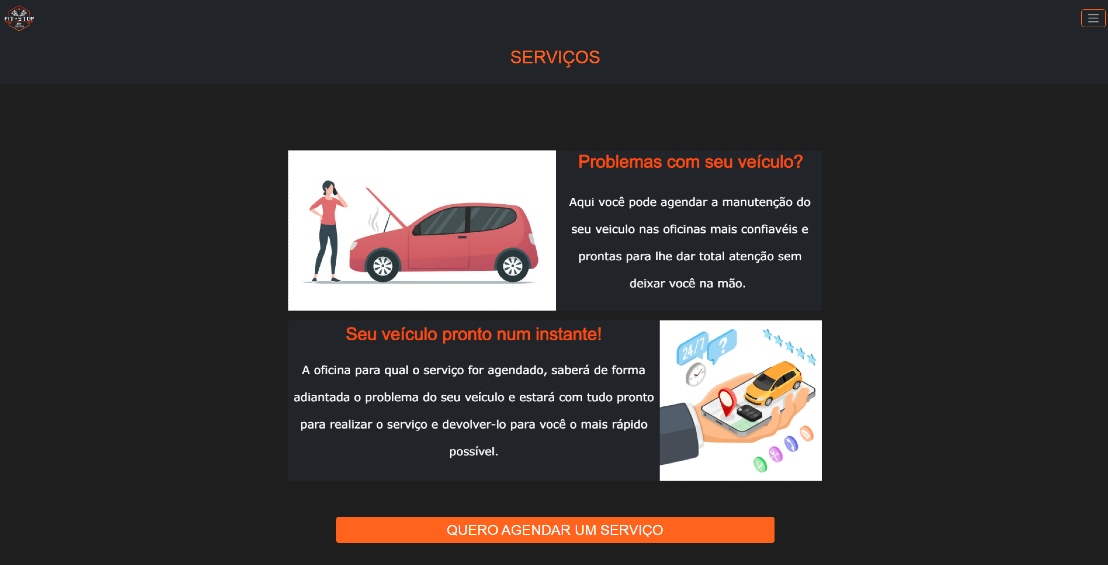 PIT-STOP
SERVIÇOS
Problemas com seu veículo?
Aqui você pode agendar a manutenção do
seu veiculo nas oficinas mais confiavéis e
prontas para lhe dar total atenção sem
deixar você na mão.
Seu veículo pronto num instante!
A oficina para qual o serviço for agendado, saberá de forma
adiantada o problema do seu veículo e estará com tudo pronto
para realizar o serviço e devolver-lo para você o mais rápido
possível.
24/7
?
QUERO AGENDAR UM SERVIÇO